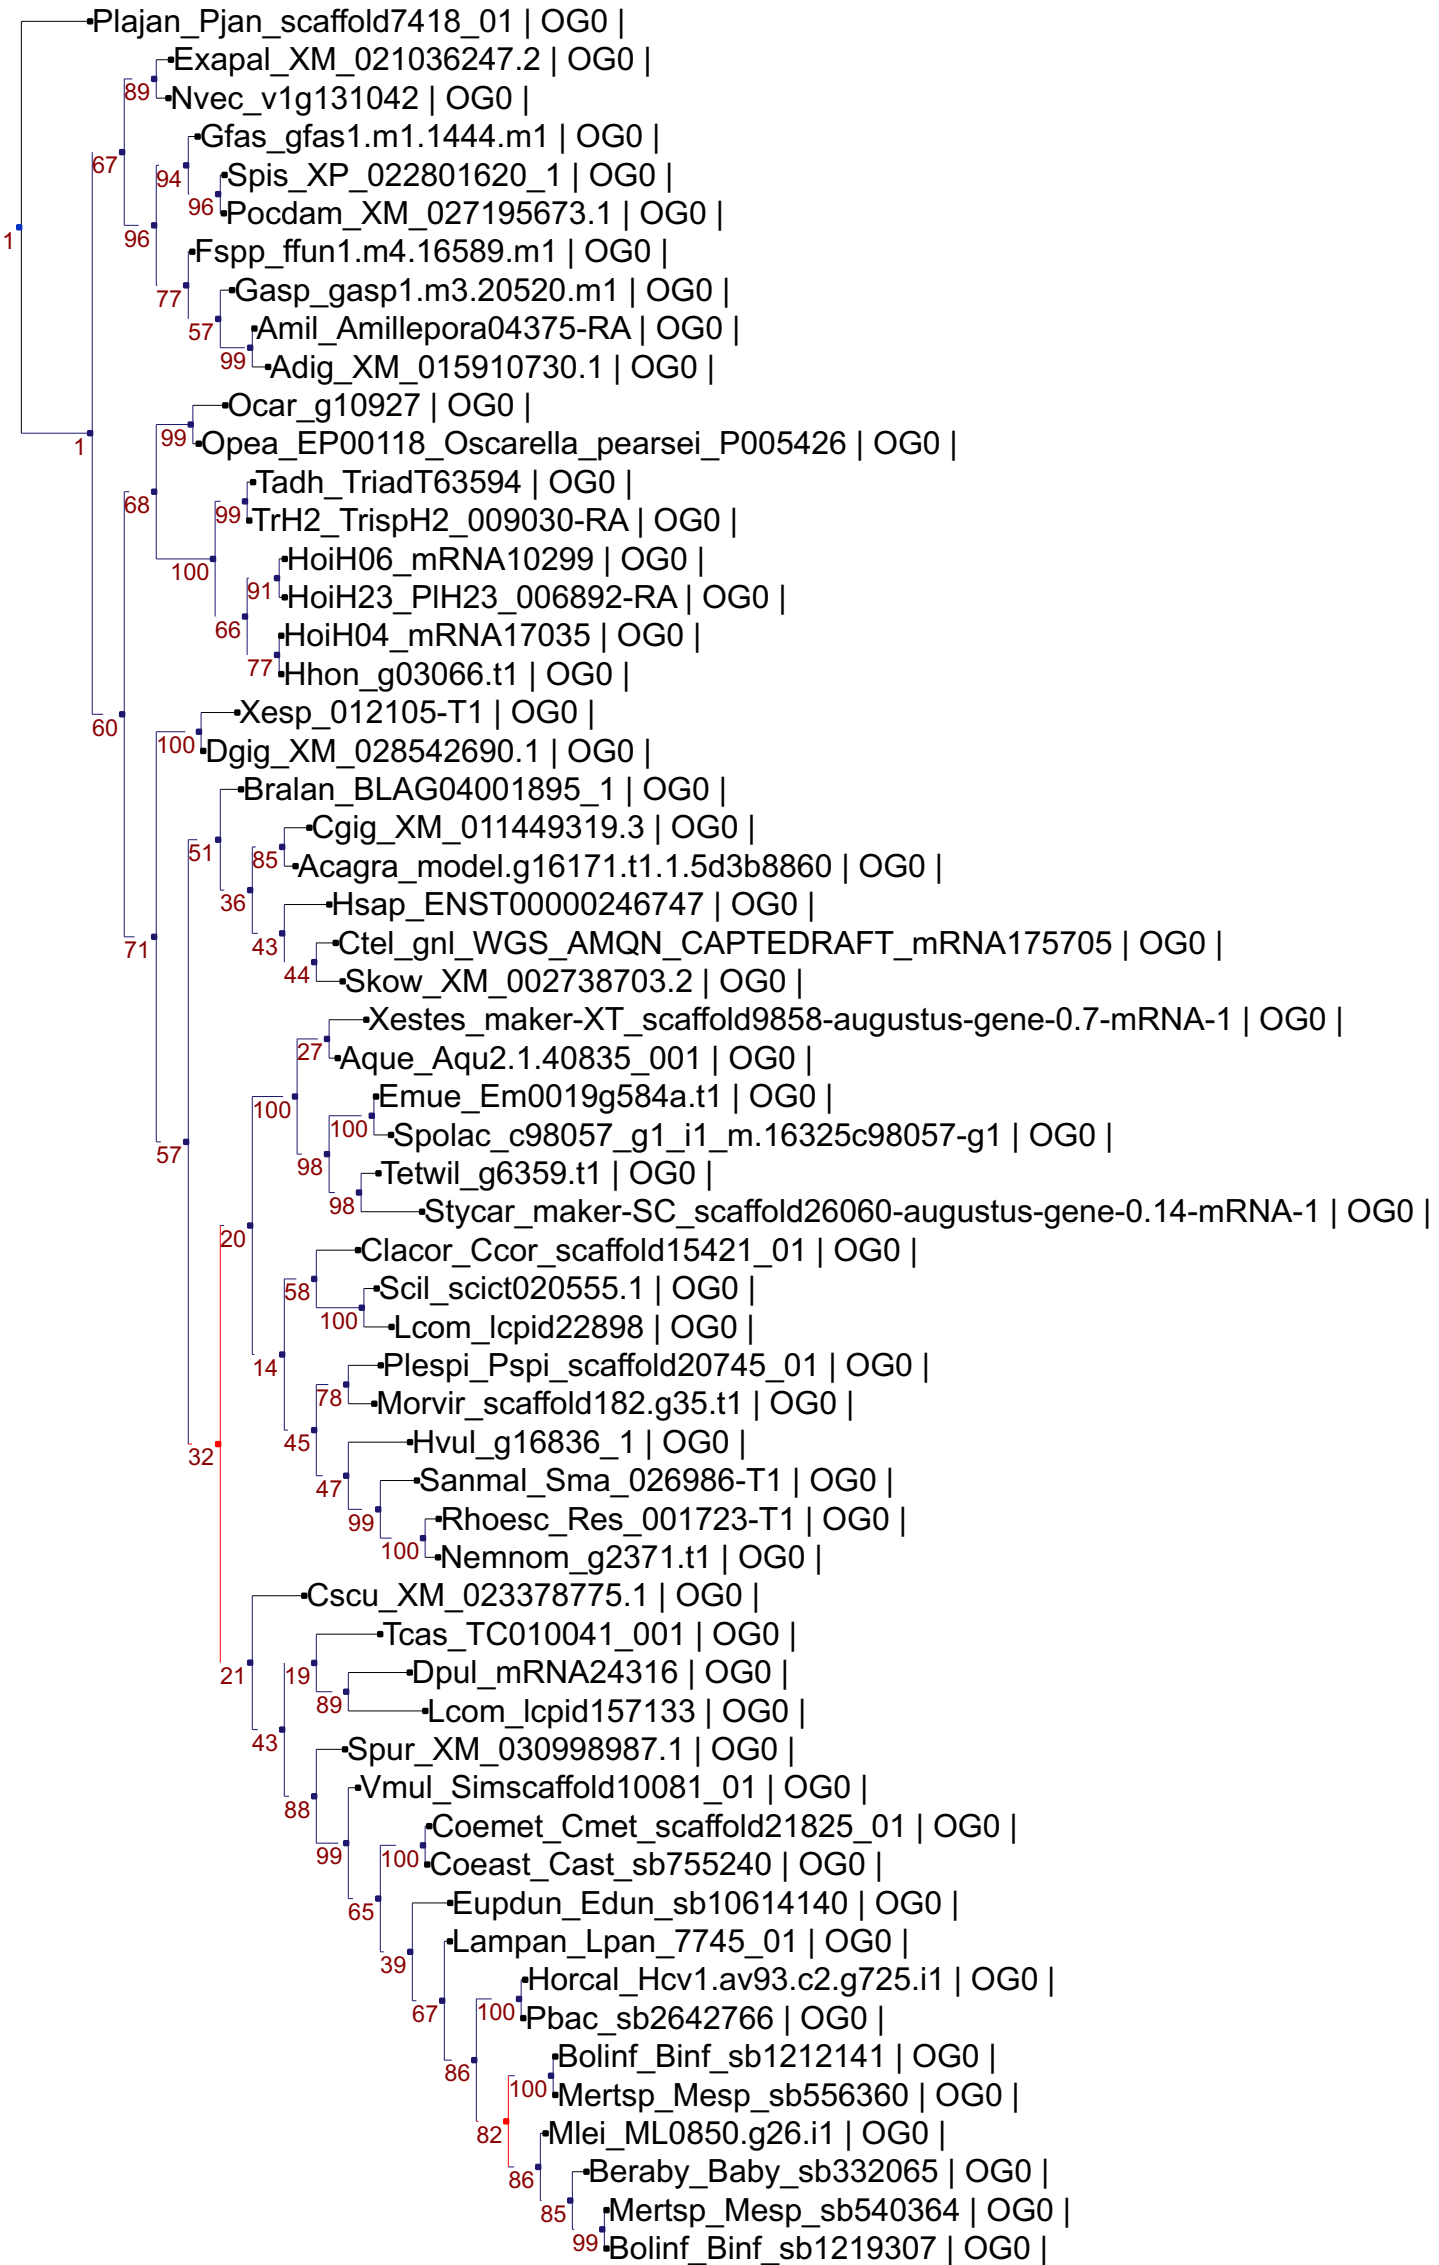 Plajan_Pjan_scaffold7418_01 | OG0 |
Exapal_XM_021036247.2 | OG0 |
89
Nvec_v1g131042 | OG0 |
Gfas_gfas1.m1.1444.m1 | OG0 |
67
94
Spis_XP_022801620_1 | OG0 |
96
Pocdam_XM_027195673.1 | OG0 |
1
96
Fspp_ffun1.m4.16589.m1 | OG0 |
77
Gasp_gasp1.m3.20520.m1 | OG0 |
57
Amil_Amillepora04375-RA | OG0 |
99
Adig_XM_015910730.1 | OG0 |
Ocar_g10927 | OG0 |
1
99
Opea_EP00118_Oscarella_pearsei_P005426 | OG0 |
Tadh_TriadT63594 | OG0 |
68
99
TrH2_TrispH2_009030-RA | OG0 |
HoiH06_mRNA10299 | OG0 |
100
91
HoiH23_PlH23_006892-RA | OG0 |
66
HoiH04_mRNA17035 | OG0 |
77
Hhon_g03066.t1 | OG0 |
Xesp_012105-T1 | OG0 |
60
100
Dgig_XM_028542690.1 | OG0 |
Bralan_BLAG04001895_1 | OG0 |
Cgig_XM_011449319.3 | OG0 |
51
85
Acagra_model.g16171.t1.1.5d3b8860 | OG0 |
36
Hsap_ENST00000246747 | OG0 |
43
71
Ctel_gnl_WGS_AMQN_CAPTEDRAFT_mRNA175705 | OG0 |
44
Skow_XM_002738703.2 | OG0 |
Xestes_maker-XT_scaffold9858-augustus-gene-0.7-mRNA-1 | OG0 |
27
Aque_Aqu2.1.40835_001 | OG0 |
Emue_Em0019g584a.t1 | OG0 |
100
100
Spolac_c98057_g1_i1_m.16325c98057-g1 | OG0 |
57
98
Tetwil_g6359.t1 | OG0 |
98
Stycar_maker-SC_scaffold26060-augustus-gene-0.14-mRNA-1 | OG0 |
20
Clacor_Ccor_scaffold15421_01 | OG0 |
58
Scil_scict020555.1 | OG0 |
100
Lcom_lcpid22898 | OG0 |
14
Plespi_Pspi_scaffold20745_01 | OG0 |
78
Morvir_scaffold182.g35.t1 | OG0 |
45
Hvul_g16836_1 | OG0 |
32
Sanmal_Sma_026986-T1 | OG0 |
47
Rhoesc_Res_001723-T1 | OG0 |
99
100
Nemnom_g2371.t1 | OG0 |
Cscu_XM_023378775.1 | OG0 |
Tcas_TC010041_001 | OG0 |
21
19
Dpul_mRNA24316 | OG0 |
89
Lcom_lcpid157133 | OG0 |
43
Spur_XM_030998987.1 | OG0 |
Vmul_Simscaffold10081_01 | OG0 |
88
Coemet_Cmet_scaffold21825_01 | OG0 |
99
100
Coeast_Cast_sb755240 | OG0 |
Eupdun_Edun_sb10614140 | OG0 |
65
Lampan_Lpan_7745_01 | OG0 |
39
Horcal_Hcv1.av93.c2.g725.i1 | OG0 |
67
100
Pbac_sb2642766 | OG0 |
Bolinf_Binf_sb1212141 | OG0 |
86
100
Mertsp_Mesp_sb556360 | OG0 |
82
Mlei_ML0850.g26.i1 | OG0 |
Beraby_Baby_sb332065 | OG0 |
86
85
Mertsp_Mesp_sb540364 | OG0 |
99
Bolinf_Binf_sb1219307 | OG0 |